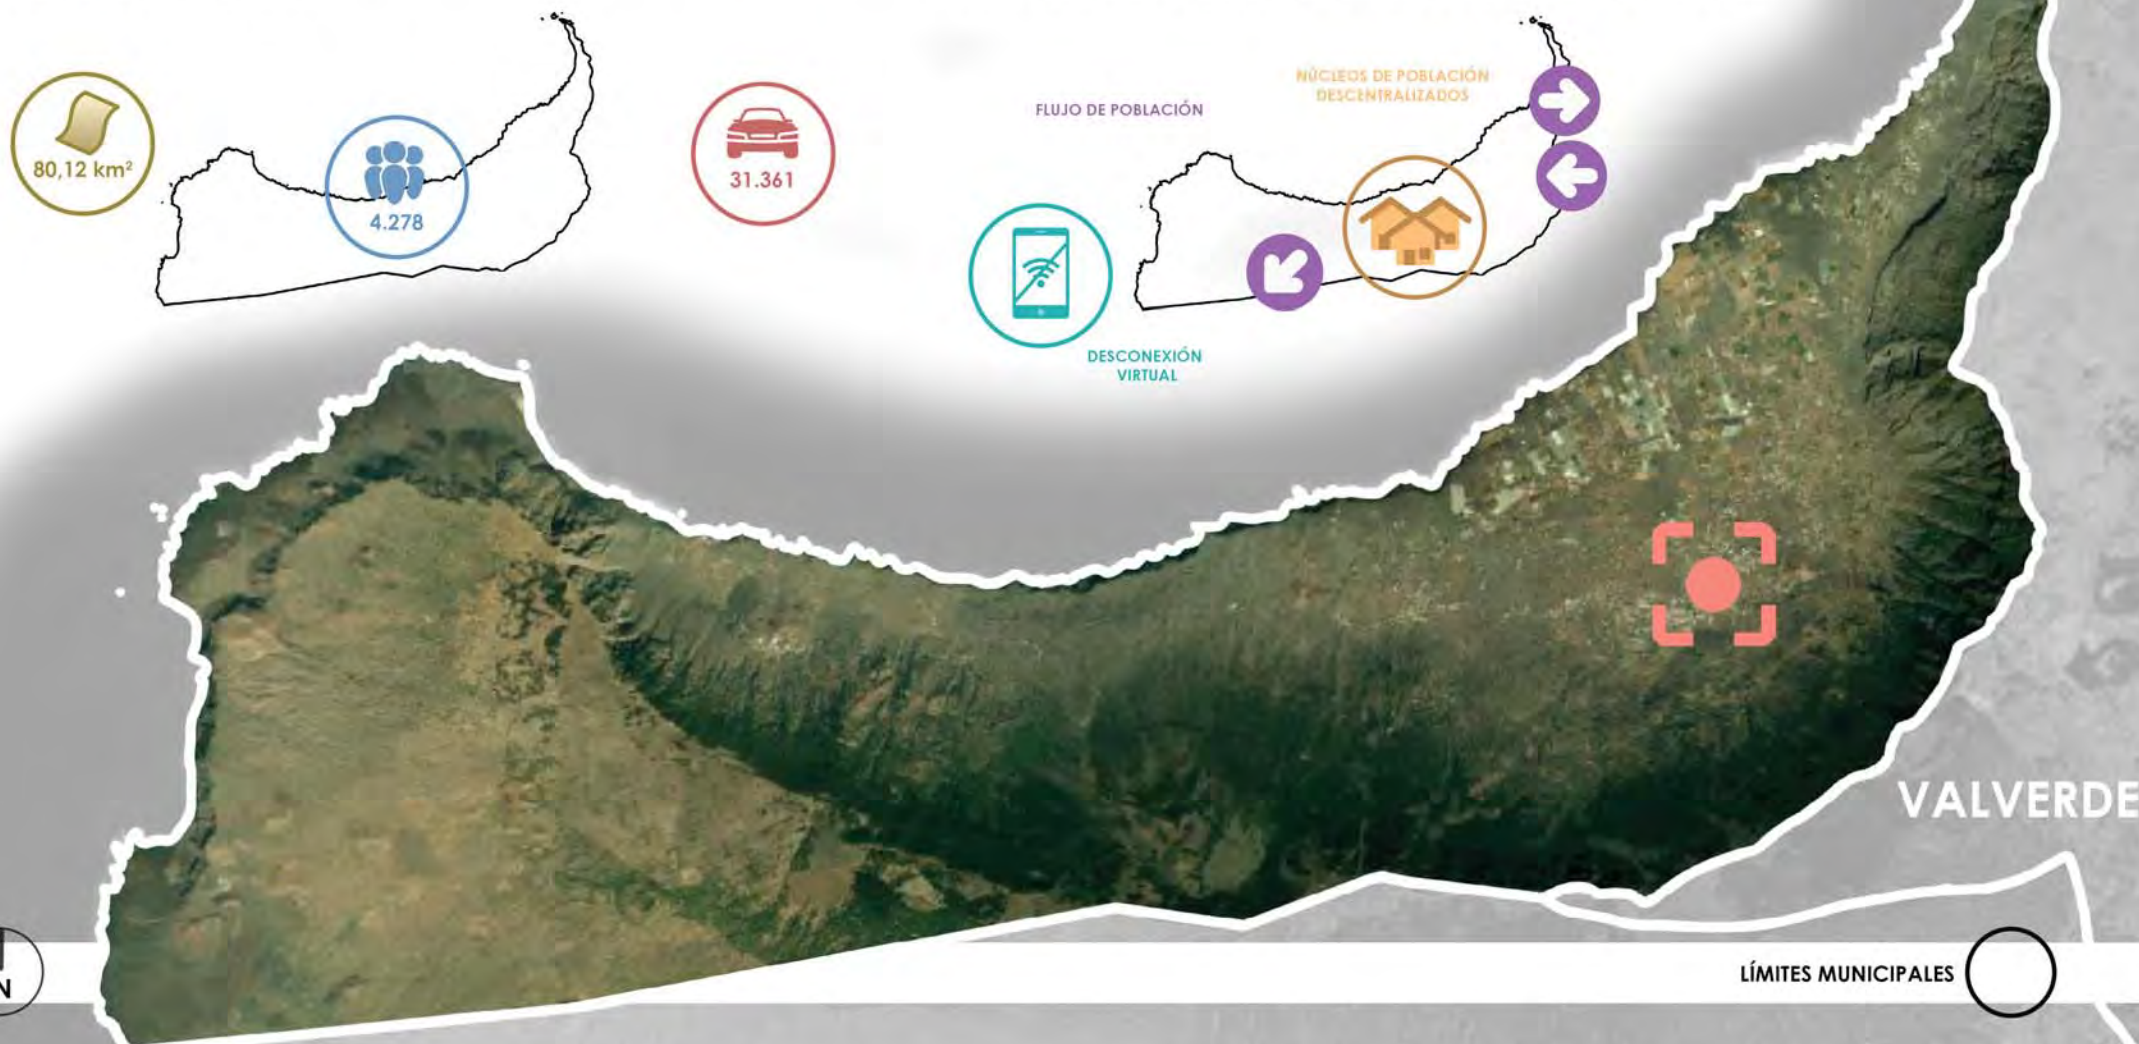 80,12 km²
4.278
31.361
FLUJO DE POBLACIÓN
NÚCLEOS DE POBLACIÓN
DESCENTRALIZADOS
DESCONEXIÓN
VIRTUAL
VALVERDE
N
LÍMITES MUNICIPALES